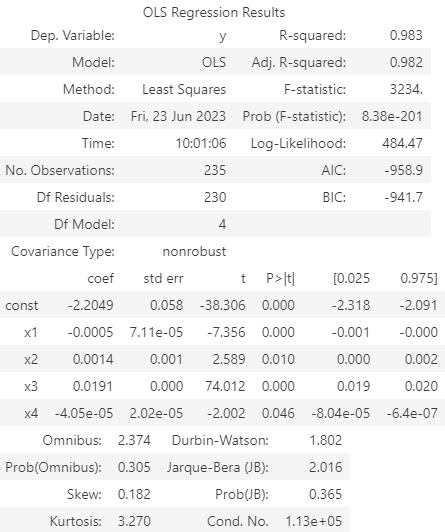 OLS Regression Results
Dep. Variable: y R-squared: 0.983
Model: OLS Adj. R-squared: 0.982
Method: Least Squares F-statistic: 3234.
Date: Fri, 23 Jun 2023 Prob (F-statistic): 8.38e-201
Time: 10:01:06 Log-Likelihood: 484.47
No. Observations: 235 AIC: -958.9
Df Residuals: 230 BIC: -941.7
Df Model: 4
Covariance Type: nonrobust
coef std err t P>|t| [0.025 0.975]
const -2.2049 0.058 -38.306 0.000 -2.318 -2.091
x1 -0.0005 7.11e-05 -7.356 0.000 -0.001 -0.000
x2 0.0014 0.001 2.589 0.010 0.000 0.002
x3 0.0191 0.000 74.012 0.000 0.019 0.020
x4 -4.05e-05 2.02e-05 -2.002 0.046 -8.04e-05 -6.4e-07
Omnibus: 2.374 Durbin-Watson: 1.802
Prob(Omnibus): 0.305 Jarque-Bera (JB): 2.016
Skew: 0.182 Prob(JB): 0.365
Kurtosis: 3.270 Cond. No. 1.13e+05